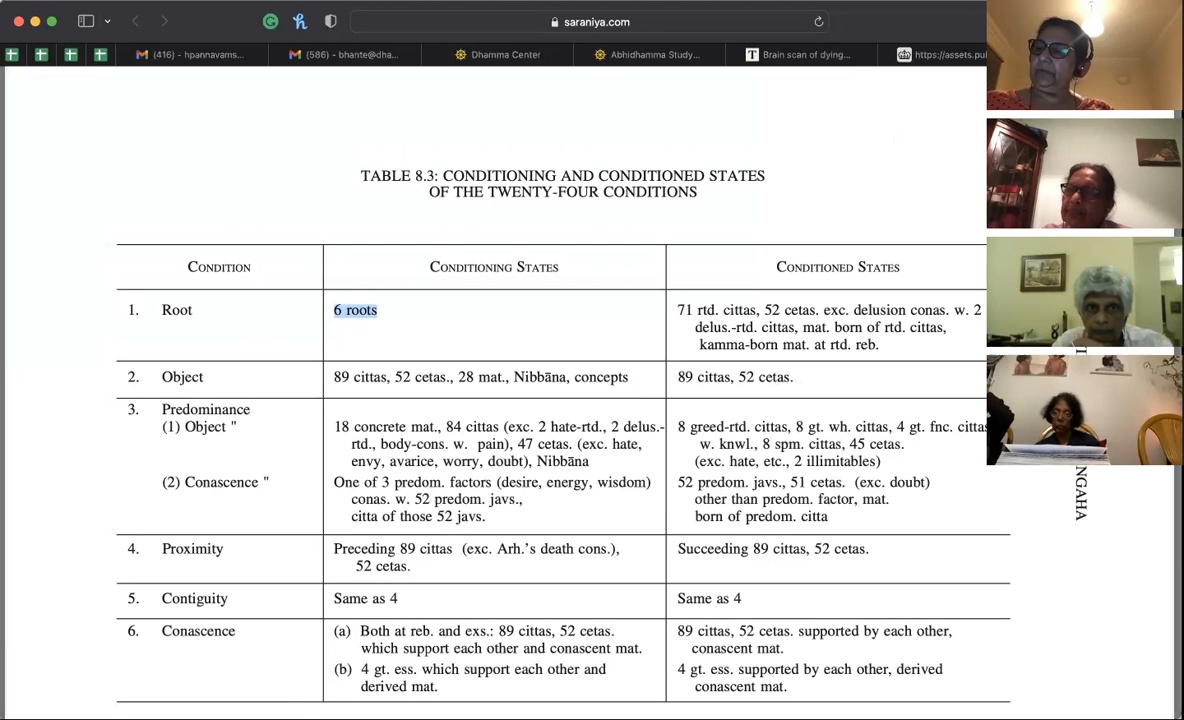 saraniya.com
(416) - hpannavams...
(586) - bhante@dha...
Dhamma Center
Abhidhamma Study...
T Brain scan of dying...
https://assets.pul
TABLE 8.3: CONDITIONING AND CONDITIONED STATES
OF THE TWENTY-FOUR CONDITIONS
CONDITION
CONDITIONING STATES
CONDITIONED STATES
1. Root
6 roots
71 rtd. cittas, 52 cetas. exc. delusion conas. w. 2
delus.-rtd. cittas, mat. born of rtd. cittas,
kamma-born mat. at rtd. reb.
2. Object
89 cittas, 52 cetas., 28 mat., Nibbāna, concepts
89 cittas, 52 cetas.
3. Predominance
(1) Object "
18 concrete mat., 84 cittas (exc. 2 hate-rtd., 2 delus.-
rtd., body-cons. w. pain), 47 cetas. (exc. hate,
envy, avarice, worry, doubt), Nibbāna
8 greed-rtd. cittas, 8 gt. wh. cittas, 4 gt. fnc. cittas
w. knwl., 8 spm. cittas, 45 cetas.
(exc. hate, etc., 2 illimitables)
(2) Conascence "
One of 3 predom. factors (desire, energy, wisdom)
conas. w. 52 predom. javs.,
citta of those 52 javs.
52 predom. javs., 51 cetas. (exc. doubt)
other than predom. factor, mat.
born of predom. citta
4. Proximity
Preceding 89 cittas (exc. Arh.'s death cons.),
52 cetas.
Succeeding 89 cittas, 52 cetas.
5. Contiguity
Same as 4
Same as 4
6. Conascence
(a) Both at reb. and exs.: 89 cittas, 52 cetas.
which support each other and conascent mat.
(b) 4 gt. ess. which support each other and
derived mat.
89 cittas, 52 cetas. supported by each other,
conascent mat.
4 gt. ess. supported by each other, derived
conascent mat.
NGAHA